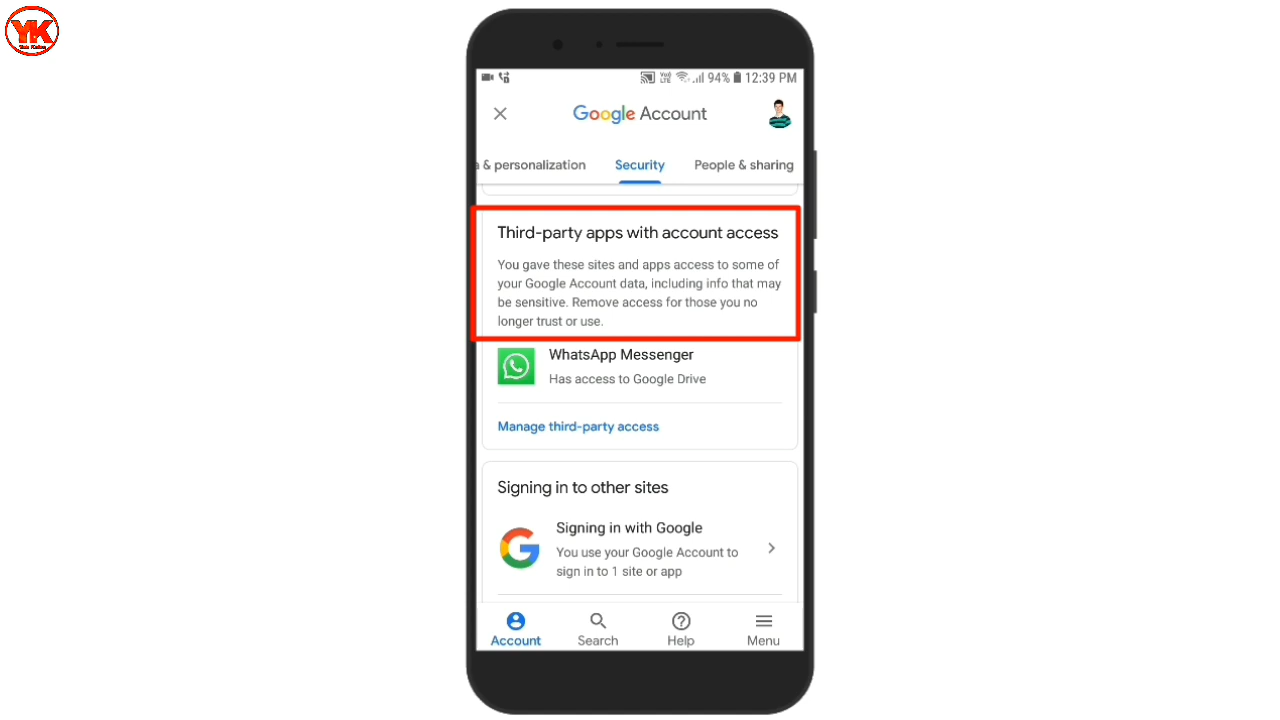 YK
94% 12:39 PM
Google Account
a & personalization Security People & sharing
Third-party apps with account access
You gave these sites and apps access to some of
your Google Account data, including info that may
be sensitive. Remove access for those you no
longer trust or use.
WhatsApp Messenger
Has access to Google Drive
Manage third-party access
Signing in to other sites
Signing in with Google
You use your Google Account to
sign in to 1 site or app
Account Search Help Menu